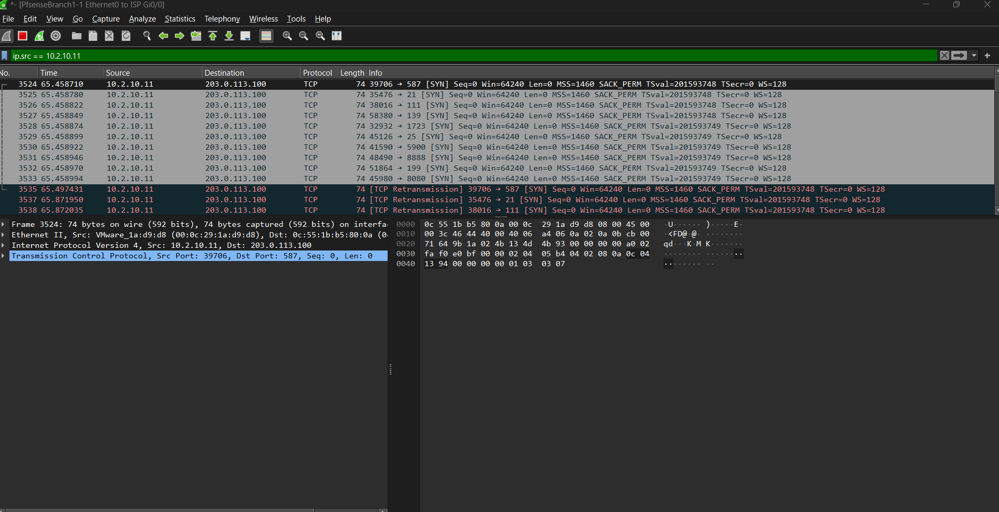 *- [PfsenseBranch1-1 Ethernet0 to ISP Gi0/0]
File Edit View Go Capture Analyze Statistics Telephony Wireless Tools Help
ip.src == 10.2.10.11
No. Time Source Destination Protocol Length Info
3524 65.458710 10.2.10.11 203.0.113.100 TCP 74 39706 → 587 [SYN] Seq=0 Win=64240 Len=0 MSS=1460 SACK_PERM TSval=201593748 TSecr=0 WS=128
3525 65.458780 10.2.10.11 203.0.113.100 TCP 74 35476 → 21 [SYN] Seq=0 Win=64240 Len=0 MSS=1460 SACK_PERM TSval=201593748 TSecr=0 WS=128
3526 65.458822 10.2.10.11 203.0.113.100 TCP 74 38016 → 111 [SYN] Seq=0 Win=64240 Len=0 MSS=1460 SACK_PERM TSval=201593748 TSecr=0 WS=128
3527 65.458849 10.2.10.11 203.0.113.100 TCP 74 58380 → 139 [SYN] Seq=0 Win=64240 Len=0 MSS=1460 SACK_PERM TSval=201593748 TSecr=0 WS=128
3528 65.458874 10.2.10.11 203.0.113.100 TCP 74 32932 → 1723 [SYN] Seq=0 Win=64240 Len=0 MSS=1460 SACK_PERM TSval=201593749 TSecr=0 WS=128
3529 65.458899 10.2.10.11 203.0.113.100 TCP 74 45126 → 25 [SYN] Seq=0 Win=64240 Len=0 MSS=1460 SACK_PERM TSval=201593749 TSecr=0 WS=128
3530 65.458922 10.2.10.11 203.0.113.100 TCP 74 41590 → 5900 [SYN] Seq=0 Win=64240 Len=0 MSS=1460 SACK_PERM TSval=201593749 TSecr=0 WS=128
3531 65.458946 10.2.10.11 203.0.113.100 TCP 74 48490 → 8888 [SYN] Seq=0 Win=64240 Len=0 MSS=1460 SACK_PERM TSval=201593749 TSecr=0 WS=128
3532 65.458970 10.2.10.11 203.0.113.100 TCP 74 51864 → 199 [SYN] Seq=0 Win=64240 Len=0 MSS=1460 SACK_PERM TSval=201593749 TSecr=0 WS=128
3533 65.458994 10.2.10.11 203.0.113.100 TCP 74 45980 → 8080 [SYN] Seq=0 Win=64240 Len=0 MSS=1460 SACK_PERM TSval=201593749 TSecr=0 WS=128
3535 65.497431 10.2.10.11 203.0.113.100 TCP 74 [TCP Retransmission] 39706 → 587 [SYN] Seq=0 Win=64240 Len=0 MSS=1460 SACK_PERM TSval=201593748 TSecr=0 WS=128
3537 65.871950 10.2.10.11 203.0.113.100 TCP 74 [TCP Retransmission] 35476 → 21 [SYN] Seq=0 Win=64240 Len=0 MSS=1460 SACK_PERM TSval=201593748 TSecr=0 WS=128
3538 65.872035 10.2.10.11 203.0.113.100 TCP 74 [TCP Retransmission] 38016 → 111 [SYN] Seq=0 Win=64240 Len=0 MSS=1460 SACK_PERM TSval=201593748 TSecr=0 WS=128
Frame 3524: 74 bytes on wire (592 bits), 74 bytes captured (592 bits) on interfa
Ethernet II, Src: VMware_1a:d9:d8 (00:0c:29:1a:d9:d8), Dst: 0c:55:1b:b5:80:0a (0
Internet Protocol Version 4, Src: 10.2.10.11, Dst: 203.0.113.100
Transmission Control Protocol, Src Port: 39706, Dst Port: 587, Seq: 0, Len: 0
0000 0c 55 1b b5 80 0a 00 0c 29 1a d9 d8 08 00 45 00 ·U······ )·····E·
0010 00 3c 46 44 40 00 40 06 a4 06 0a 02 0a 0b cb 00 ·<FD@·@· ········
0020 71 64 9b 1a 02 4b 13 4d 4b 93 00 00 00 00 a0 02 qd···K·M K·······
0030 fa f0 e0 bf 00 00 02 04 05 b4 04 02 08 0a 0c 04 ········ ········
0040 13 94 00 00 00 00 01 03 03 07 ········ ··